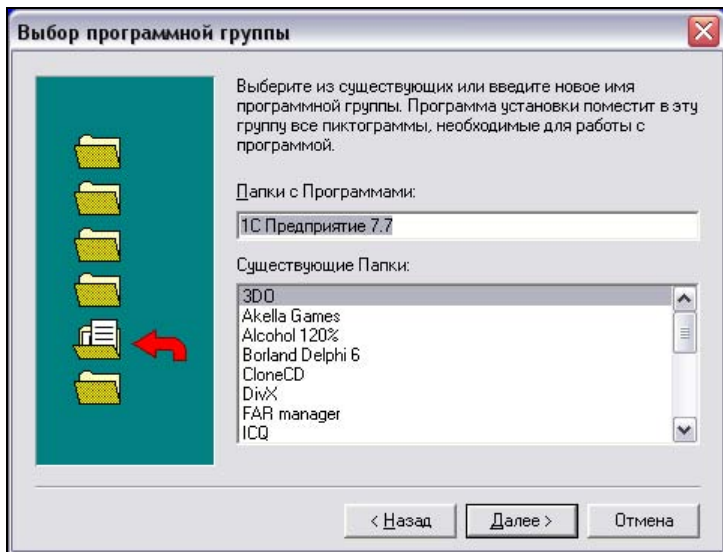 Выбор программной группы
Выберите из существующих или введите новое имя
программной группы. Программа установки поместит в эту
группу все пиктограммы, необходимые для работы с
программой.
Папки с Программами:
1С Предприятие 7.7
Существующие Папки:
3DO
Akella Games
Alcohol 120%
Borland Delphi 6
CloneCD
DivX
FAR manager
ICQ
< Назад
Далее >
Отмена